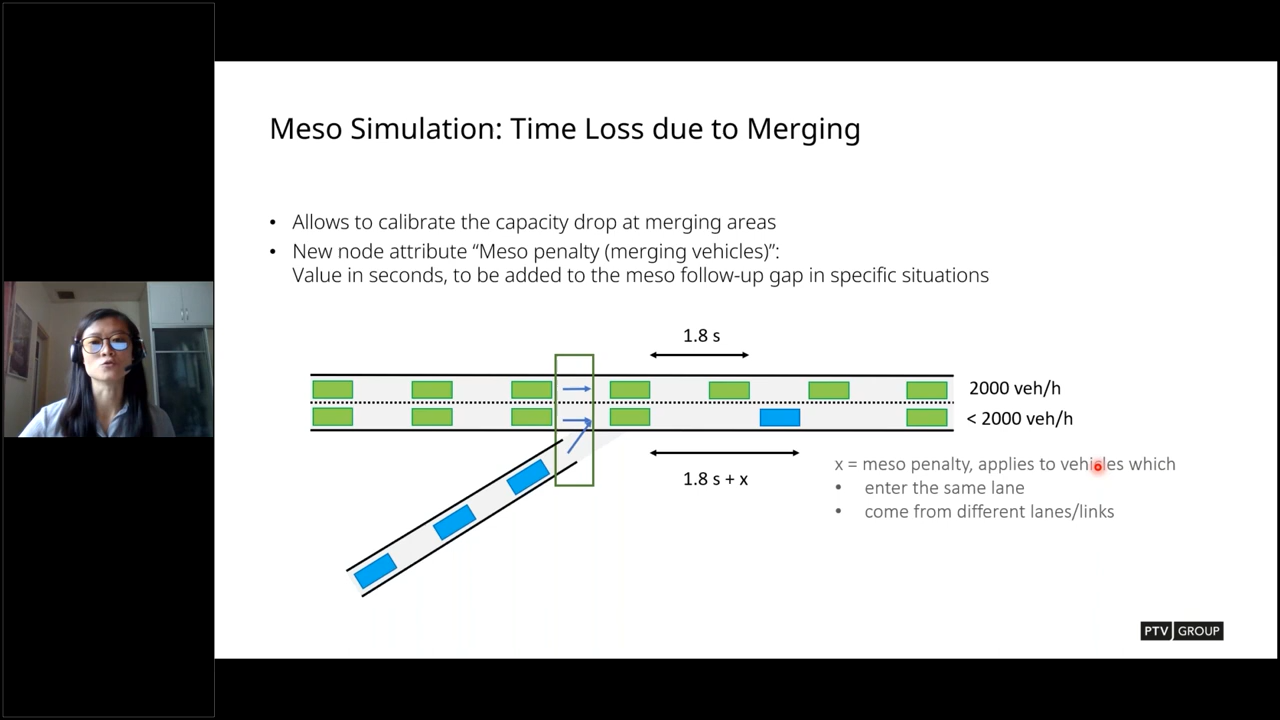 Meso Simulation: Time Loss due to Merging
• Allows to calibrate the capacity drop at merging areas
• New node attribute “Meso penalty (merging vehicles)”:
Value in seconds, to be added to the meso follow-up gap in specific situations
1.8 s
2000 veh/h
< 2000 veh/h
1.8 s + x
x = meso penalty, applies to vehicles which
• enter the same lane
• come from different lanes/links
PTV GROUP